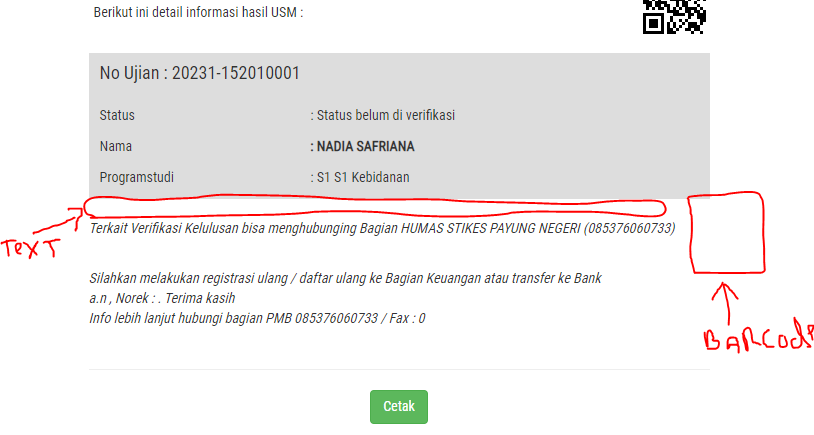 Berikut ini detail informasi hasil USM :
No Ujian : 20231-152010001
Status : Status belum di verifikasi
Nama : NADIA SAFRIANA
Programstudi : S1 S1 Kebidanan
Terkait Verifikasi Kelulusan bisa menghubunging Bagian HUMAS STIKES PAYUNG NEGERI (085376060733)
TEXT
Silahkan melakukan registrasi ulang / daftar ulang ke Bagian Keuangan atau transfer ke Bank
a.n , Norek : . Terima kasih
Info lebih lanjut hubungi bagian PMB 085376060733 / Fax : 0
BARCode
Cetak